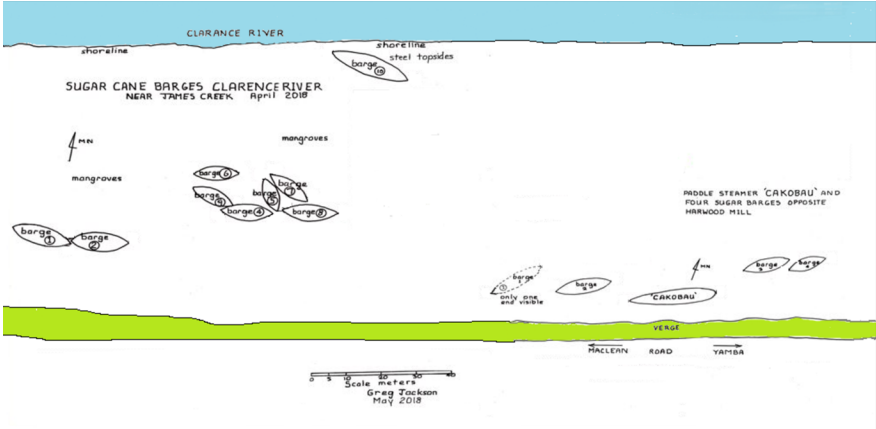 CLARANCE RIVER
shoreline
shoreline
steel topsides
barge 10
SUGAR CANE BARGES CLARENCE RIVER
NEAR JAMES CREEK April 2018
MN
mangroves
mangroves
barge 6
barge 7
barge 5
barge 9
barge 4
barge 8
barge 1
barge 2
PADDLE STEAMER 'CAKOBAU' AND
FOUR SUGAR BARGES OPPOSITE
HARWOOD MILL
MN
barge
barge
barge
barge
only one
end visible
'CAKOBAU'
VERGE
MACLEAN ROAD YAMBA
0 5 10 20 30 40
Scale meters
Greg Jackson
May 2018